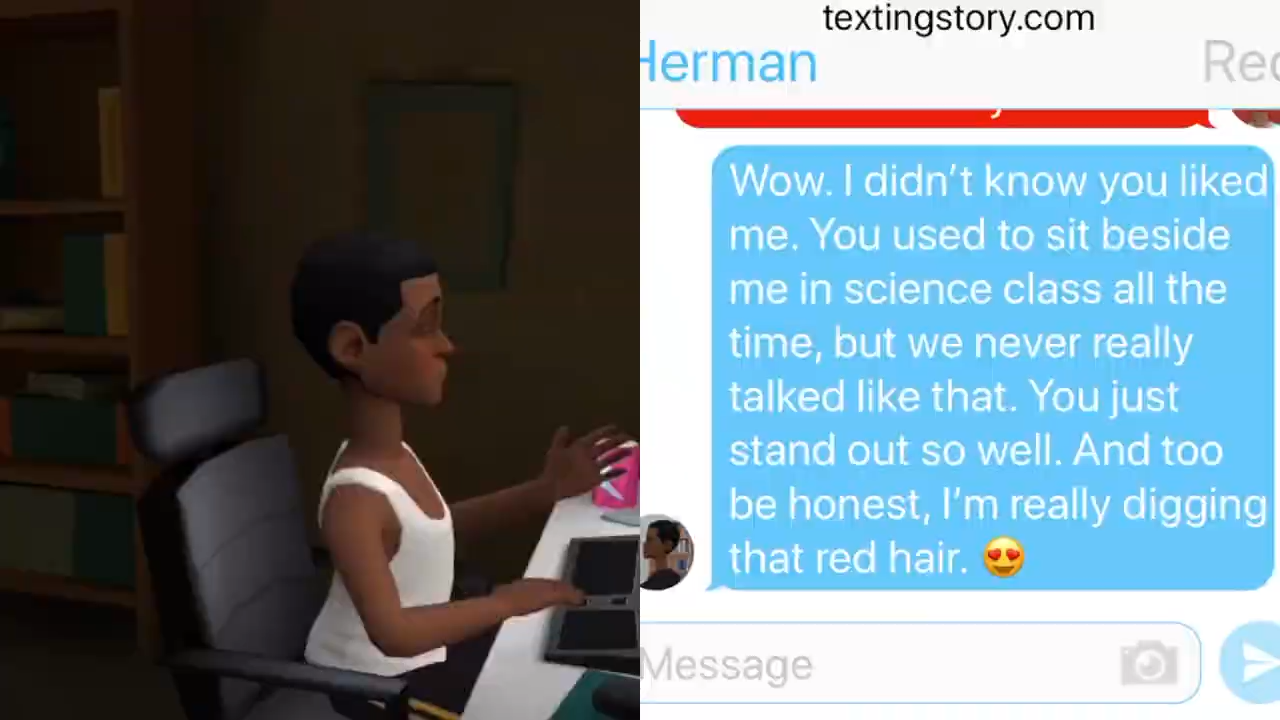 textingstory.com
Herman
Wow. I didn’t know you liked
me. You used to sit beside
me in science class all the
time, but we never really
talked like that. You just
stand out so well. And too
be honest, I’m really digging
that red hair. 😍
Message